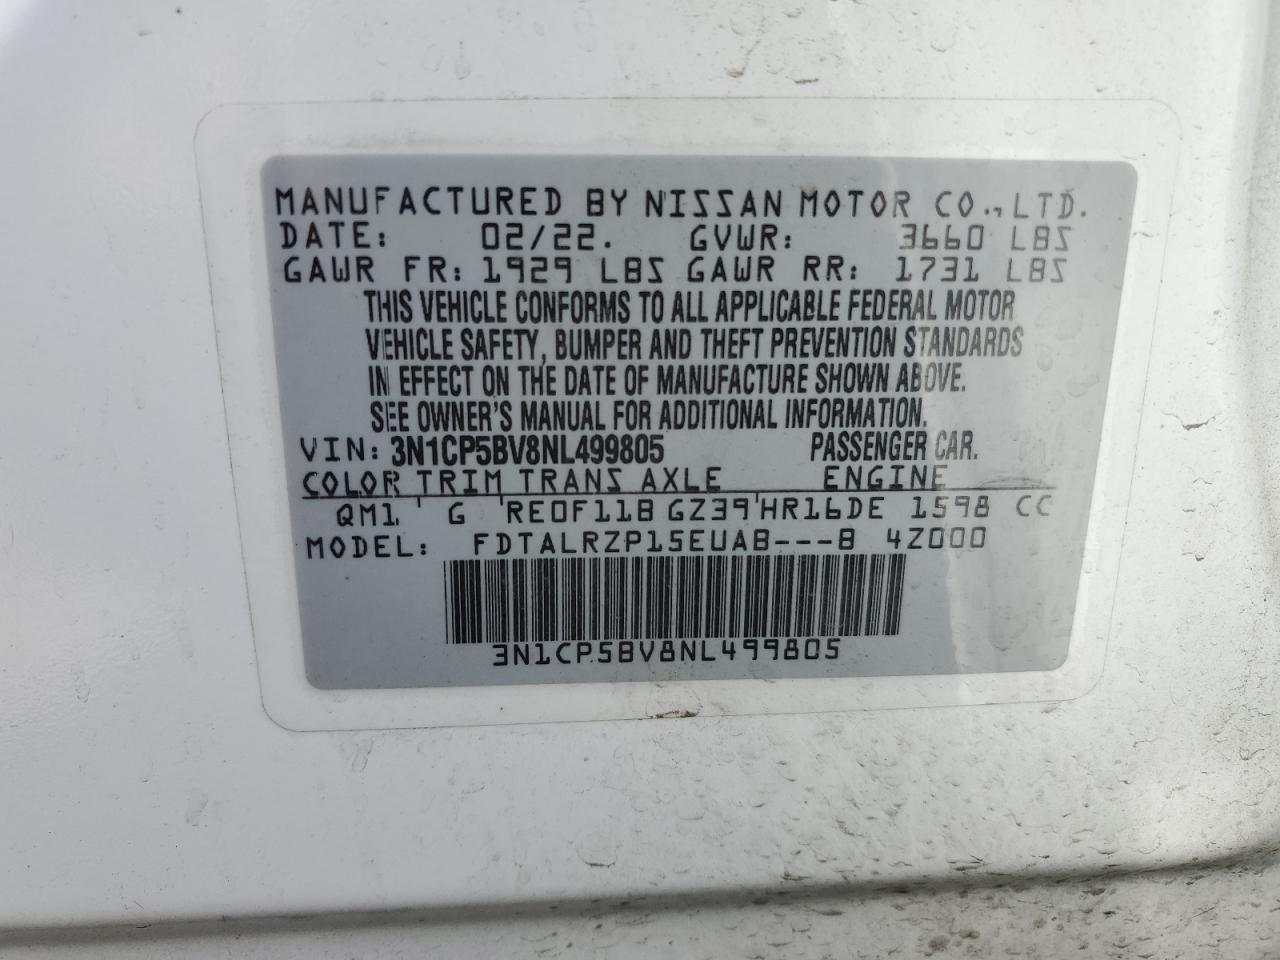 MANUFACTURED BY NISSAN MOTOR CO., LTD.
DATE: 02/22. GVWR: 3660 LBS
GAWR FR: 1929 LBS GAWR RR: 1731 LBS
THIS VEHICLE CONFORMS TO ALL APPLICABLE FEDERAL MOTOR
VEHICLE SAFETY, BUMPER AND THEFT PREVENTION STANDARDS
IN EFFECT ON THE DATE OF MANUFACTURE SHOWN ABOVE.
SEE OWNER'S MANUAL FOR ADDITIONAL INFORMATION.
VIN: 3N1CP5BV8NL499805 PASSENGER CAR.
COLOR TRIM TRANS AXLE ENGINE
QM1 G RE0F11B GZ39 HR16DE 1598 CC
MODEL: FDTALRZP15EUAB---B 4Z000
3N1CP5BV8NL499805